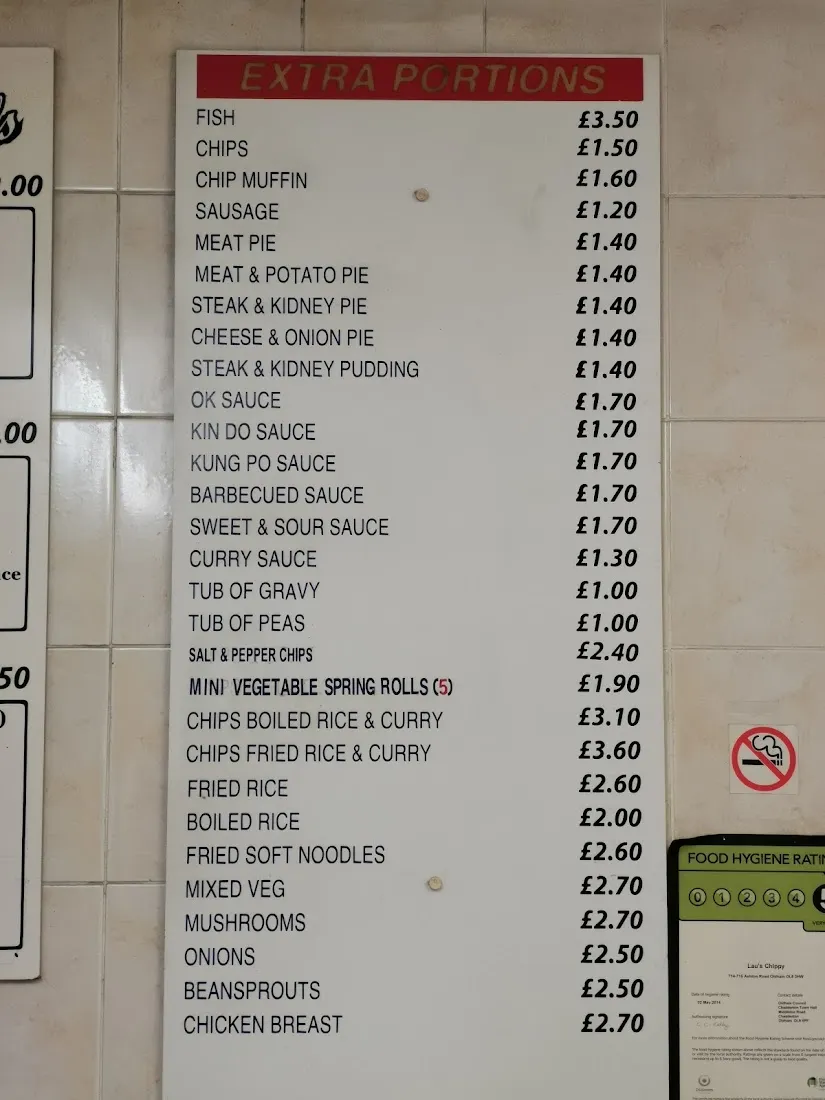 EXTRA PORTIONS
FISH £3.50
CHIPS £1.50
CHIP MUFFIN £1.60
SAUSAGE £1.20
MEAT PIE £1.40
MEAT & POTATO PIE £1.40
STEAK & KIDNEY PIE £1.40
CHEESE & ONION PIE £1.40
STEAK & KIDNEY PUDDING £1.40
OK SAUCE £1.70
KIN DO SAUCE £1.70
KUNG PO SAUCE £1.70
BARBECUED SAUCE £1.70
SWEET & SOUR SAUCE £1.70
CURRY SAUCE £1.30
TUB OF GRAVY £1.00
TUB OF PEAS £1.00
SALT & PEPPER CHIPS £2.40
MINI VEGETABLE SPRING ROLLS (5) £1.90
CHIPS BOILED RICE & CURRY £3.10
CHIPS FRIED RICE & CURRY £3.60
FRIED RICE £2.60
BOILED RICE £2.00
FRIED SOFT NOODLES £2.60
MIXED VEG £2.70
MUSHROOMS £2.70
ONIONS £2.50
BEANSPROUTS £2.50
CHICKEN BREAST £2.70
.00
.00
50
FOOD HYGIENE
0 1 2 3 4 5
Lau's Chippy